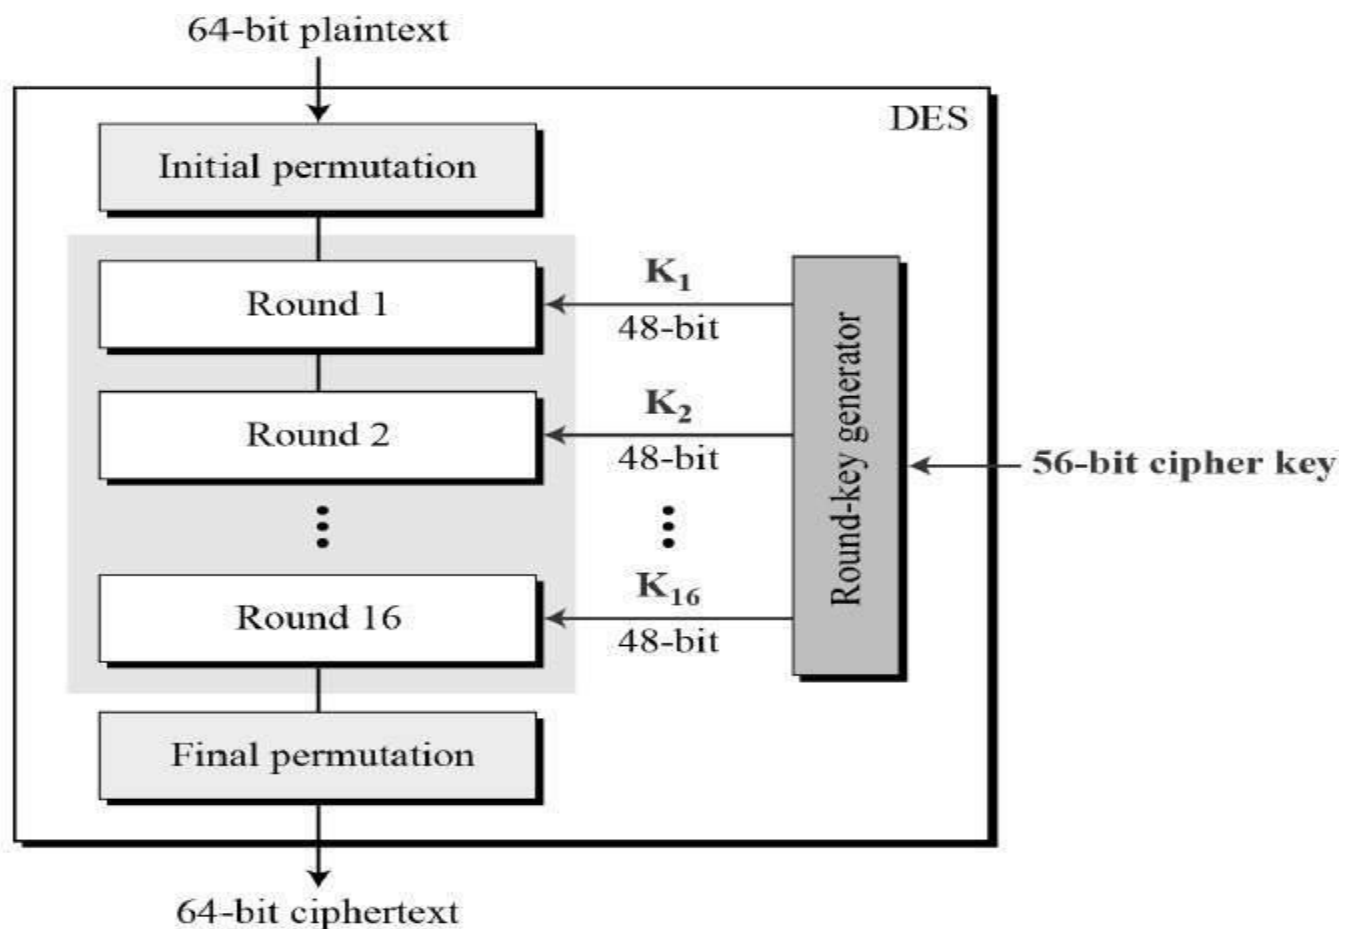 64-bit plaintext
DES
Initial permutation
Round 1
K₁
48-bit
Round 2
K₂
48-bit
Round-key generator
56-bit cipher key
Round 16
K₁₆
48-bit
Final permutation
64-bit ciphertext